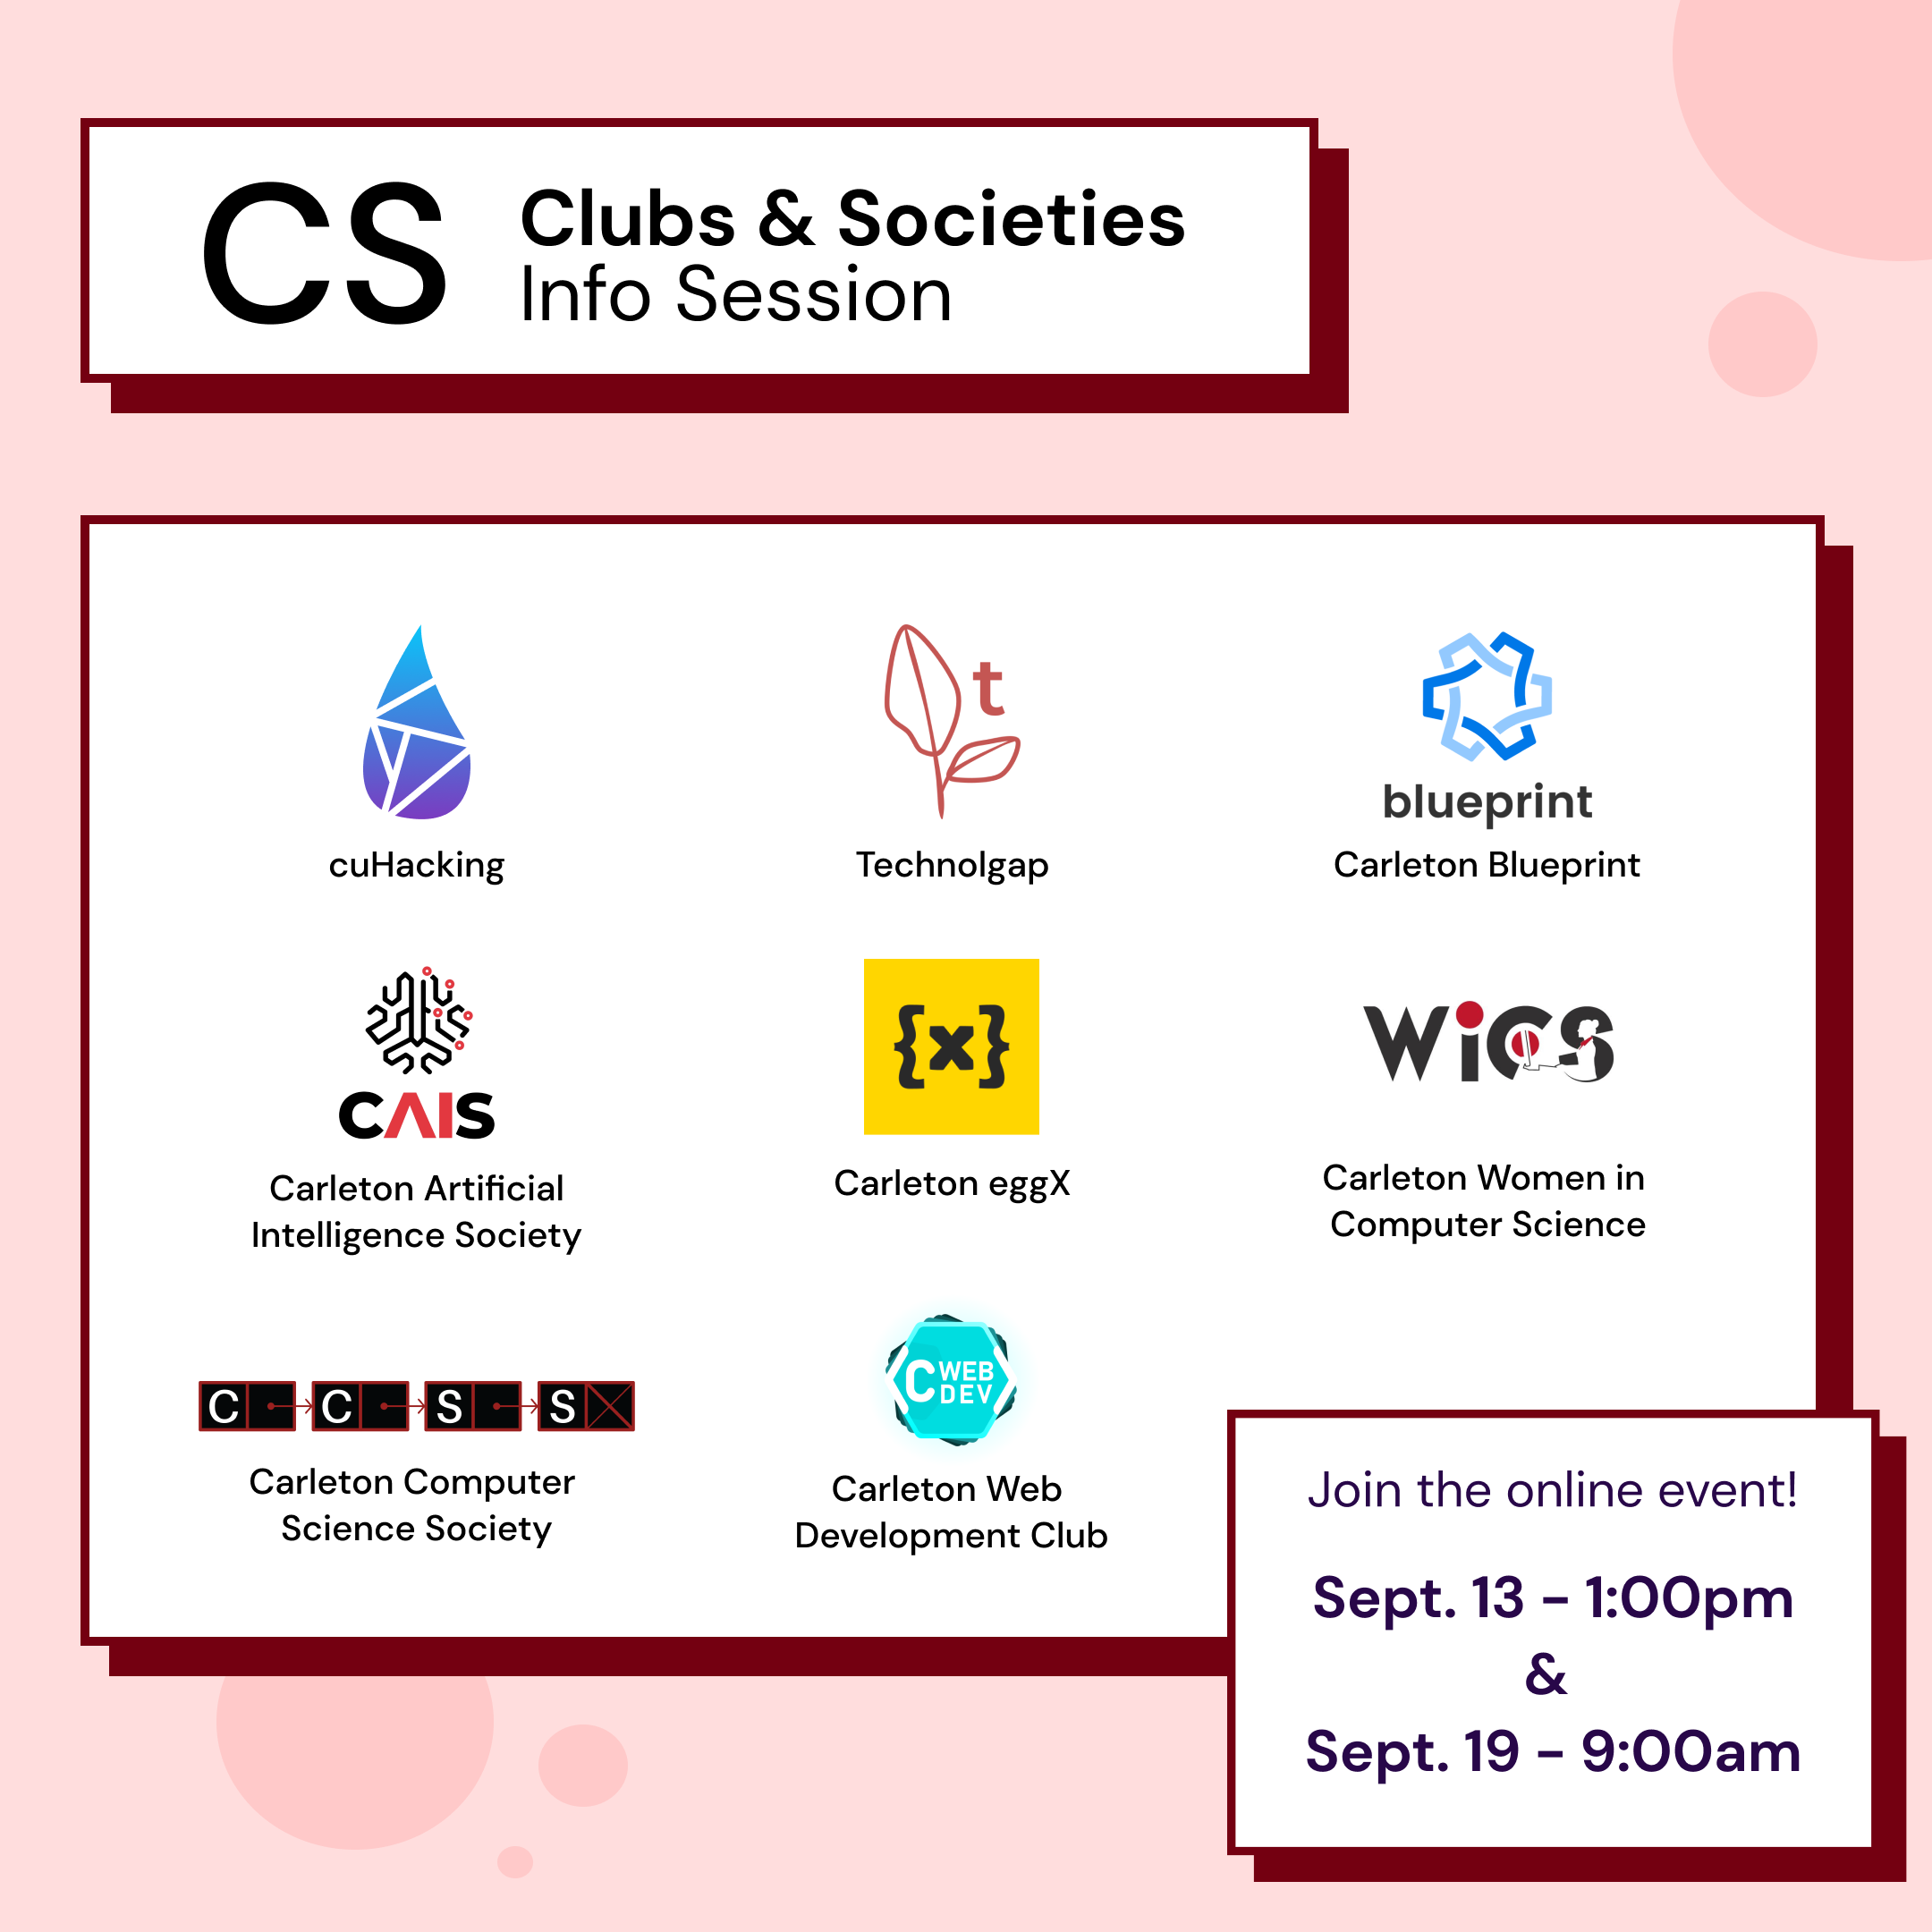 CS
Clubs & Societies
Info Session
t
blueprint
cuHacking
Technolgap
Carleton Blueprint
{x}
WiCS
CAIS
Carleton Artificial
Intelligence Society
Carleton eggX
Carleton Women in
Computer Science
C C S S
C WEB
DEV
Carleton Computer
Science Society
Carleton Web
Development Club
Join the online event!
Sept. 13 - 1:00pm
&
Sept. 19 - 9:00am